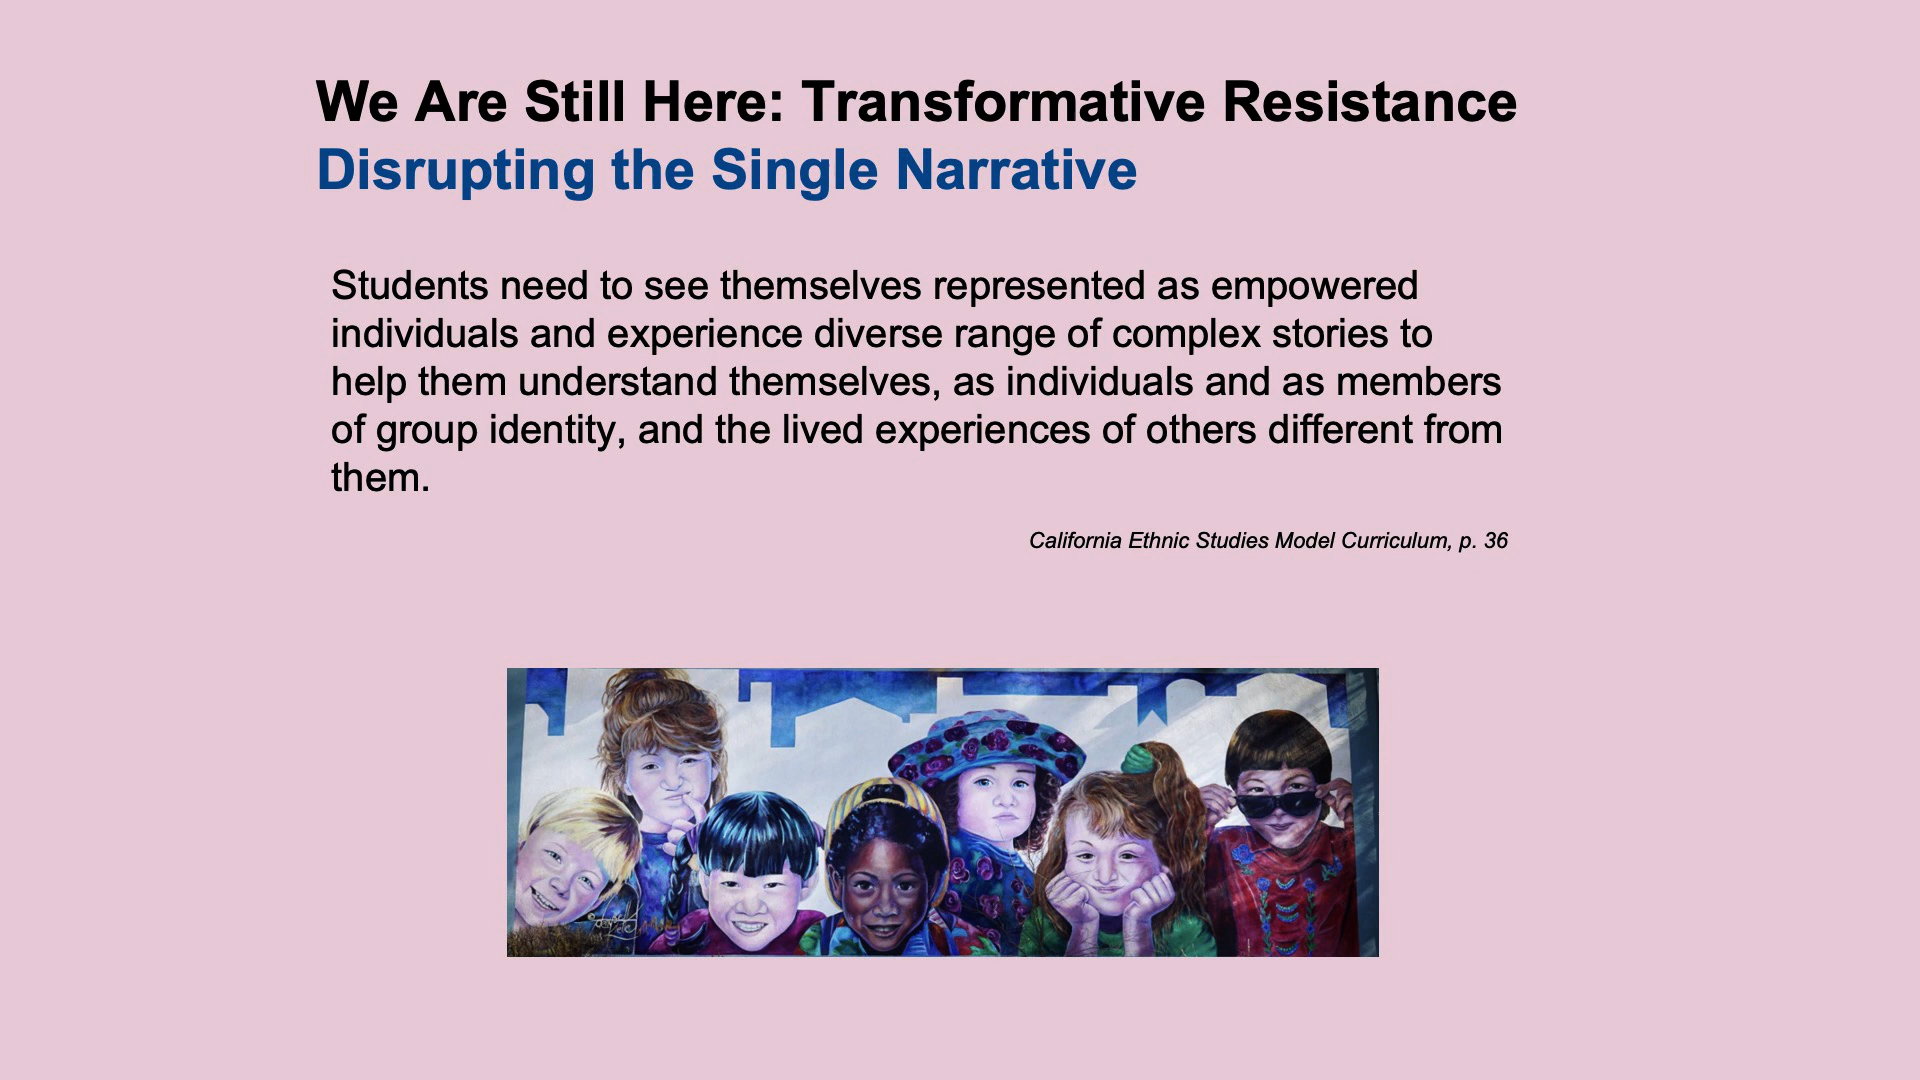 We Are Still Here: Transformative Resistance
Disrupting the Single Narrative
Students need to see themselves represented as empowered
individuals and experience diverse range of complex stories to
help them understand themselves, as individuals and as members
of group identity, and the lived experiences of others different from
them.
California Ethnic Studies Model Curriculum, p. 36